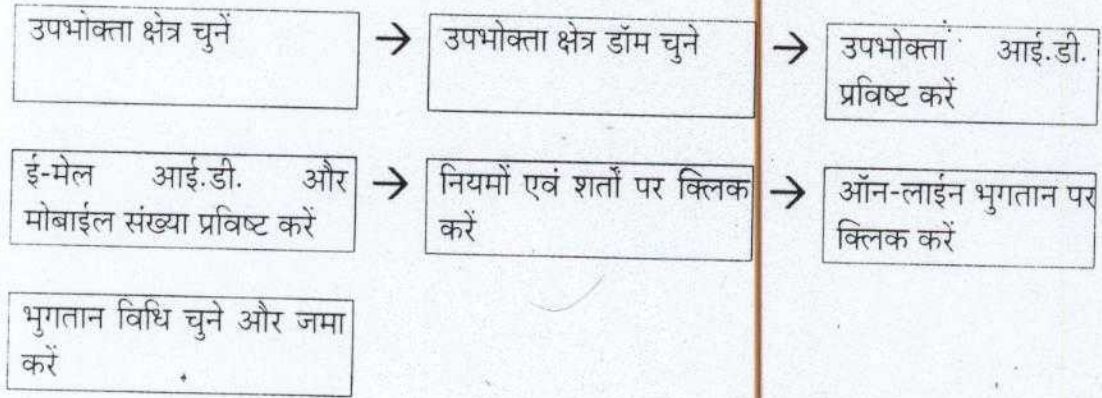 उपभोक्ता क्षेत्र चुनें → उपभोक्ता क्षेत्र डॉम चुने → उपभोक्तां आई.डी.
प्रविष्ट करें
ई-मेल आई.डी. और → नियमों एवं शर्तों पर क्लिक → ऑन-लाईन भुगतान पर
मोबाईल संख्या प्रविष्ट करें करें क्लिक करें
भुगतान विधि चुने और जमा
करें